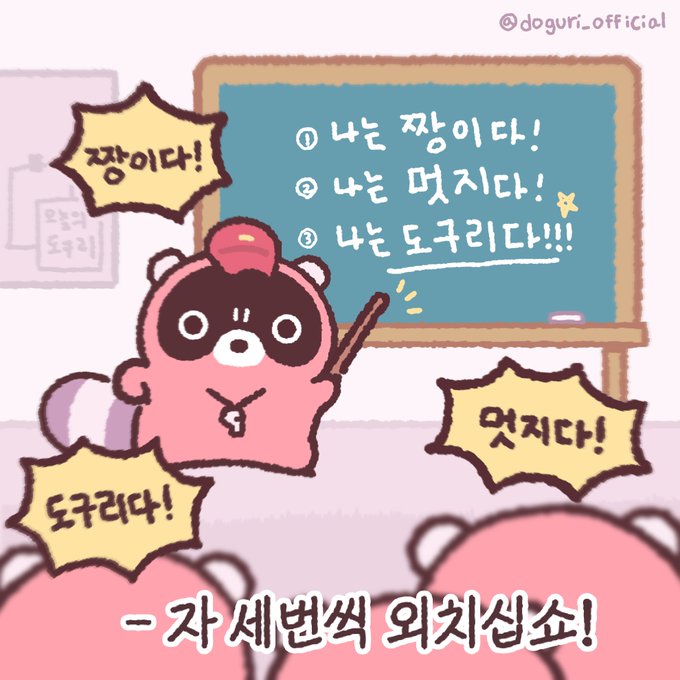 @doguri_official
① 나는 짱이다!
② 나는 멋지다!
③ 나는 도구리다!!!
짱이다!
오늘의
도구리
멋지다!
도구리다!
- 자 세번씩 외치십쇼!